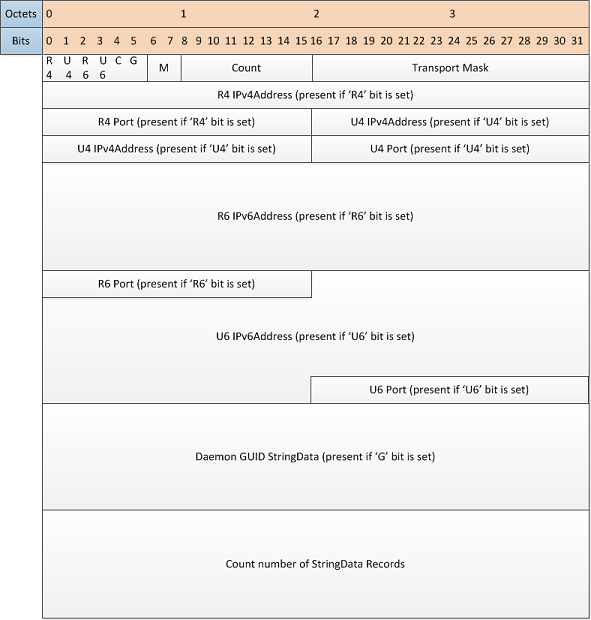 Octets 0 1 2 3
Bits 0 1 2 3 4 5 6 7 8 9 10 11 12 13 14 15 16 17 18 19 20 21 22 23 24 25 26 27 28 29 30 31
R U R U C G M Count Transport Mask
4 4 6 6
R4 IPv4Address (present if ‘R4’ bit is set)
R4 Port (present if ‘R4’ bit is set) U4 IPv4Address (present if ‘U4’ bit is set)
U4 IPv4Address (present if ‘U4’ bit is set) U4 Port (present if ‘U4’ bit is set)
R6 IPv6Address (present if ‘R6’ bit is set)
R6 Port (present if ‘R6’ bit is set)
U6 IPv6Address (present if ‘U6’ bit is set)
U6 Port (present if ‘U6’ bit is set)
Daemon GUID StringData (present if ‘G’ bit is set)
Count number of StringData Records